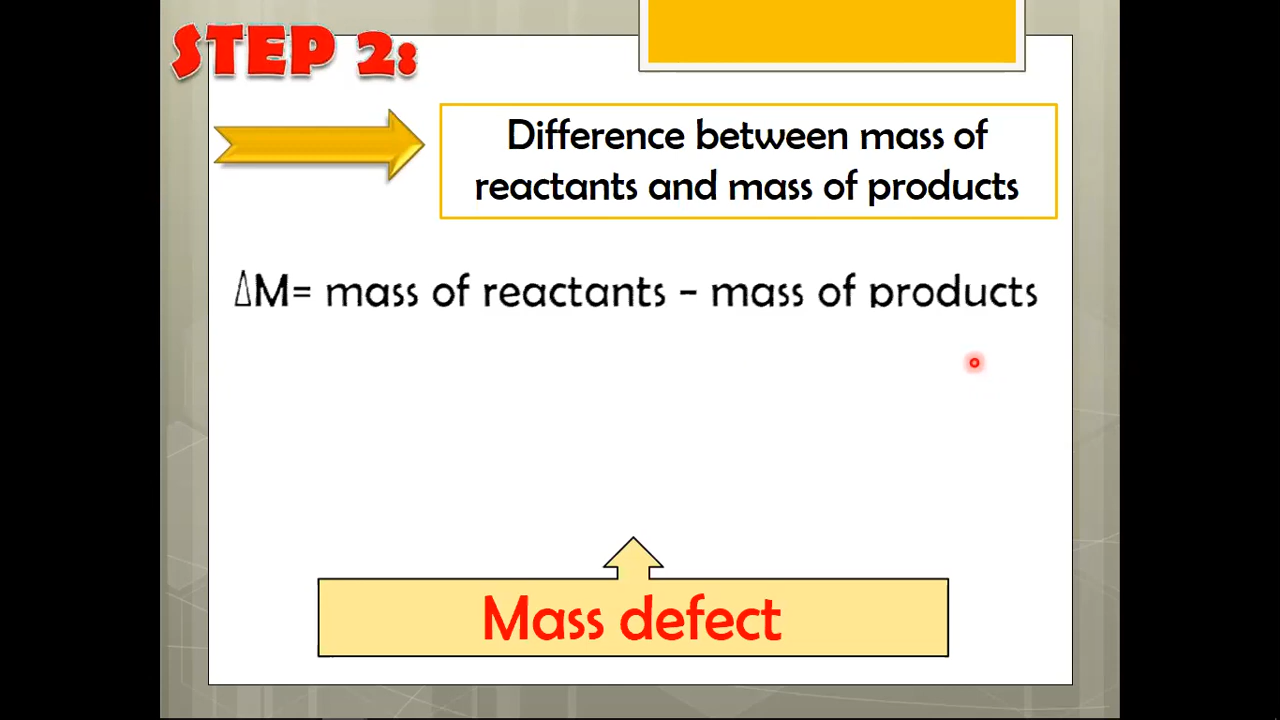 STEP 2:
Difference between mass of
reactants and mass of products
ΔM= mass of reactants - mass of products
Mass defect